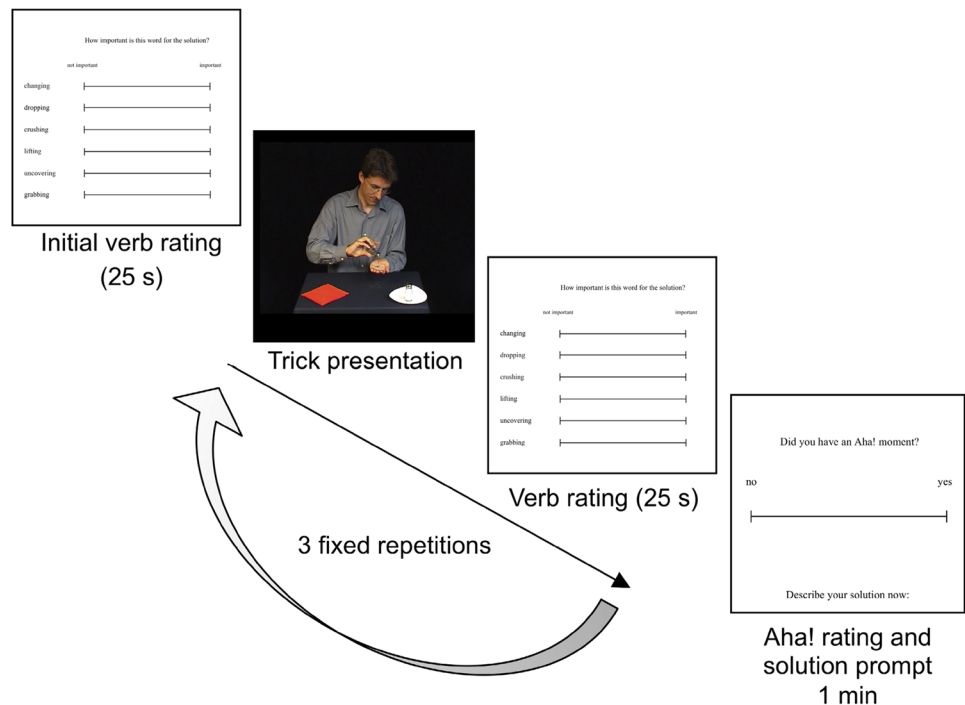 How important is this word for the solution?
not important important
changing
dropping
crushing
lifting
uncovering
grabbing
Initial verb rating
(25 s)
Trick presentation
How important is this word for the solution?
not important important
changing
dropping
crushing
lifting
uncovering
grabbing
Verb rating (25 s)
3 fixed repetitions
Did you have an Aha! moment?
no yes
Describe your solution now:
Aha! rating and
solution prompt
1 min